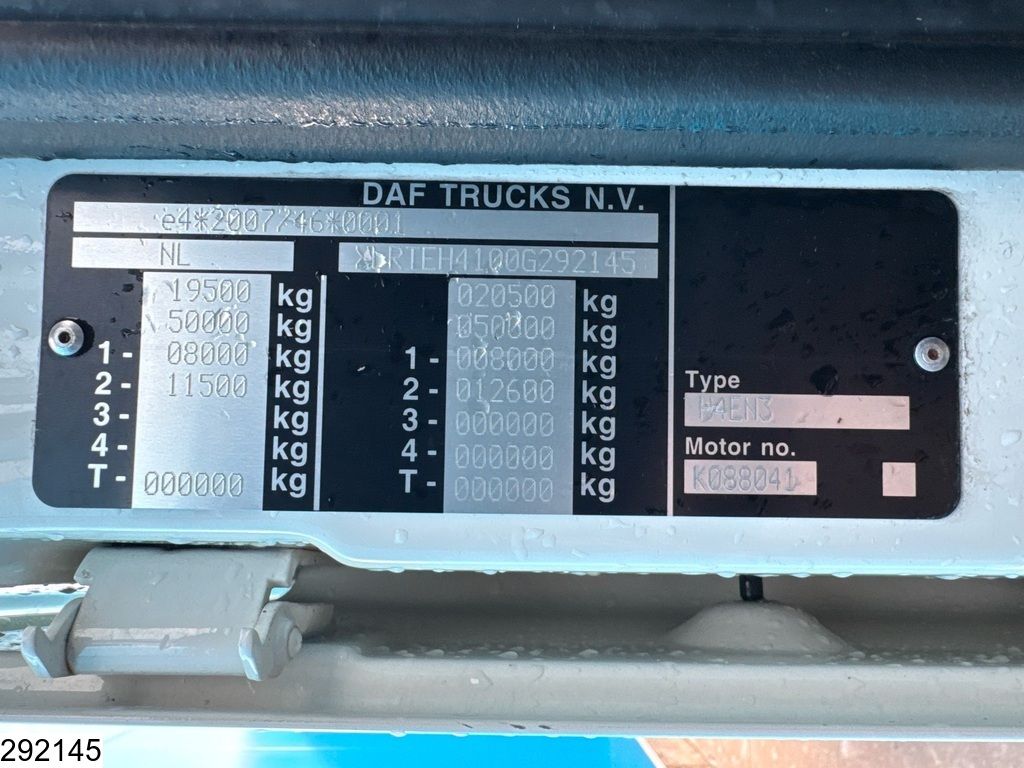 DAF TRUCKS N.V.
e4*2007/46*0001
NL XLRTEH4100G292145
19500 kg 020500 kg
50000 kg 050000 kg
1- 08000 kg 1- 008000 kg
2- 11500 kg 2- 012600 kg
3- kg 3- 000000 kg
4- kg 4- 000000 kg
T- 000000 kg T- 000000 kg
Type
H4EN3
Motor no.
K088041
292145